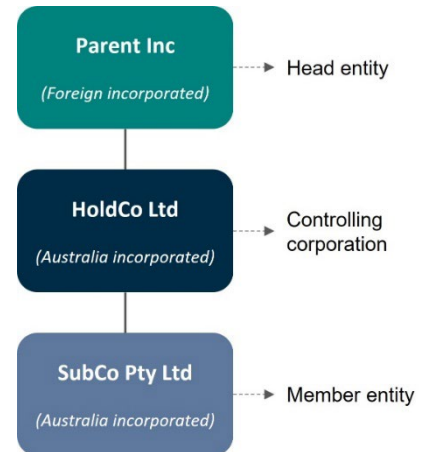 Parent Inc
(Foreign incorporated)
Head entity
HoldCo Ltd
(Australia incorporated)
Controlling
corporation
SubCo Pty Ltd
(Australia incorporated)
Member entity